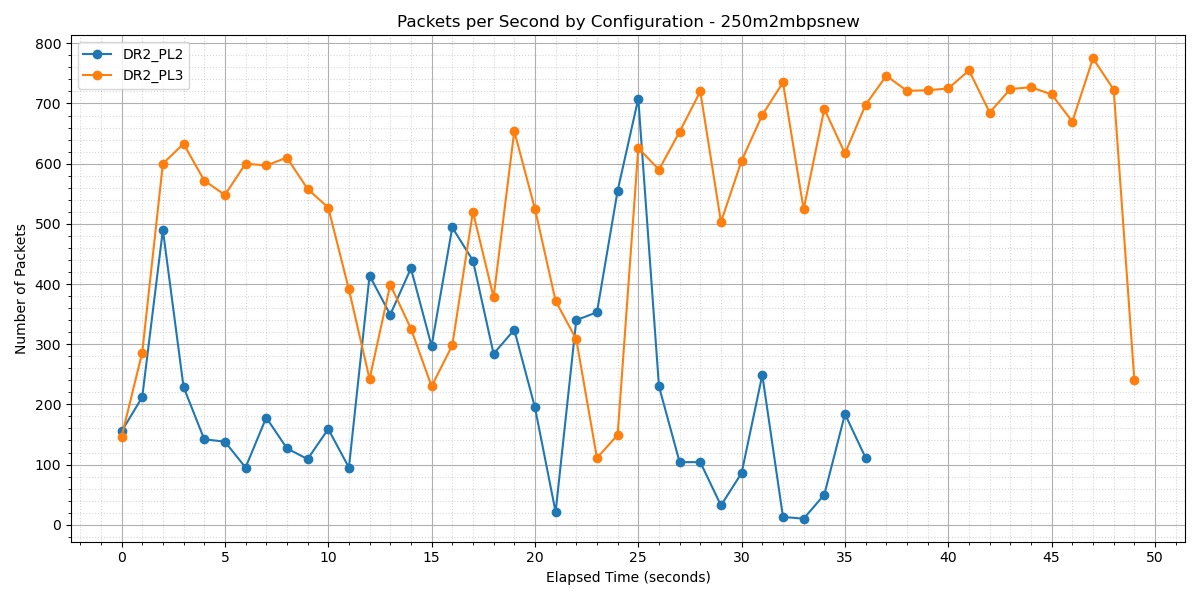 Packets per Second by Configuration - 250m2mbpsnew
DR2_PL2
DR2_PL3
Number of Packets
800
700
600
500
400
300
200
100
0
0 5 10 15 20 25 30 35 40 45 50
Elapsed Time (seconds)